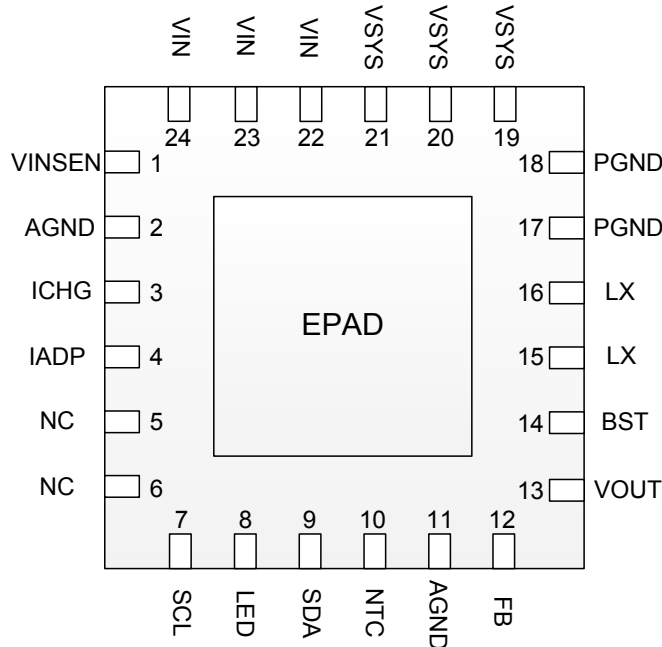 VIN VIN VIN VSYS VSYS VSYS
24 23 22 21 20 19
VINSEN 1 18 PGND
AGND 2 17 PGND
ICHG 3 16 LX
EPAD
IADP 4 15 LX
NC 5 14 BST
NC 6 13 VOUT
7 8 9 10 11 12
SCL LED SDA NTC AGND FB